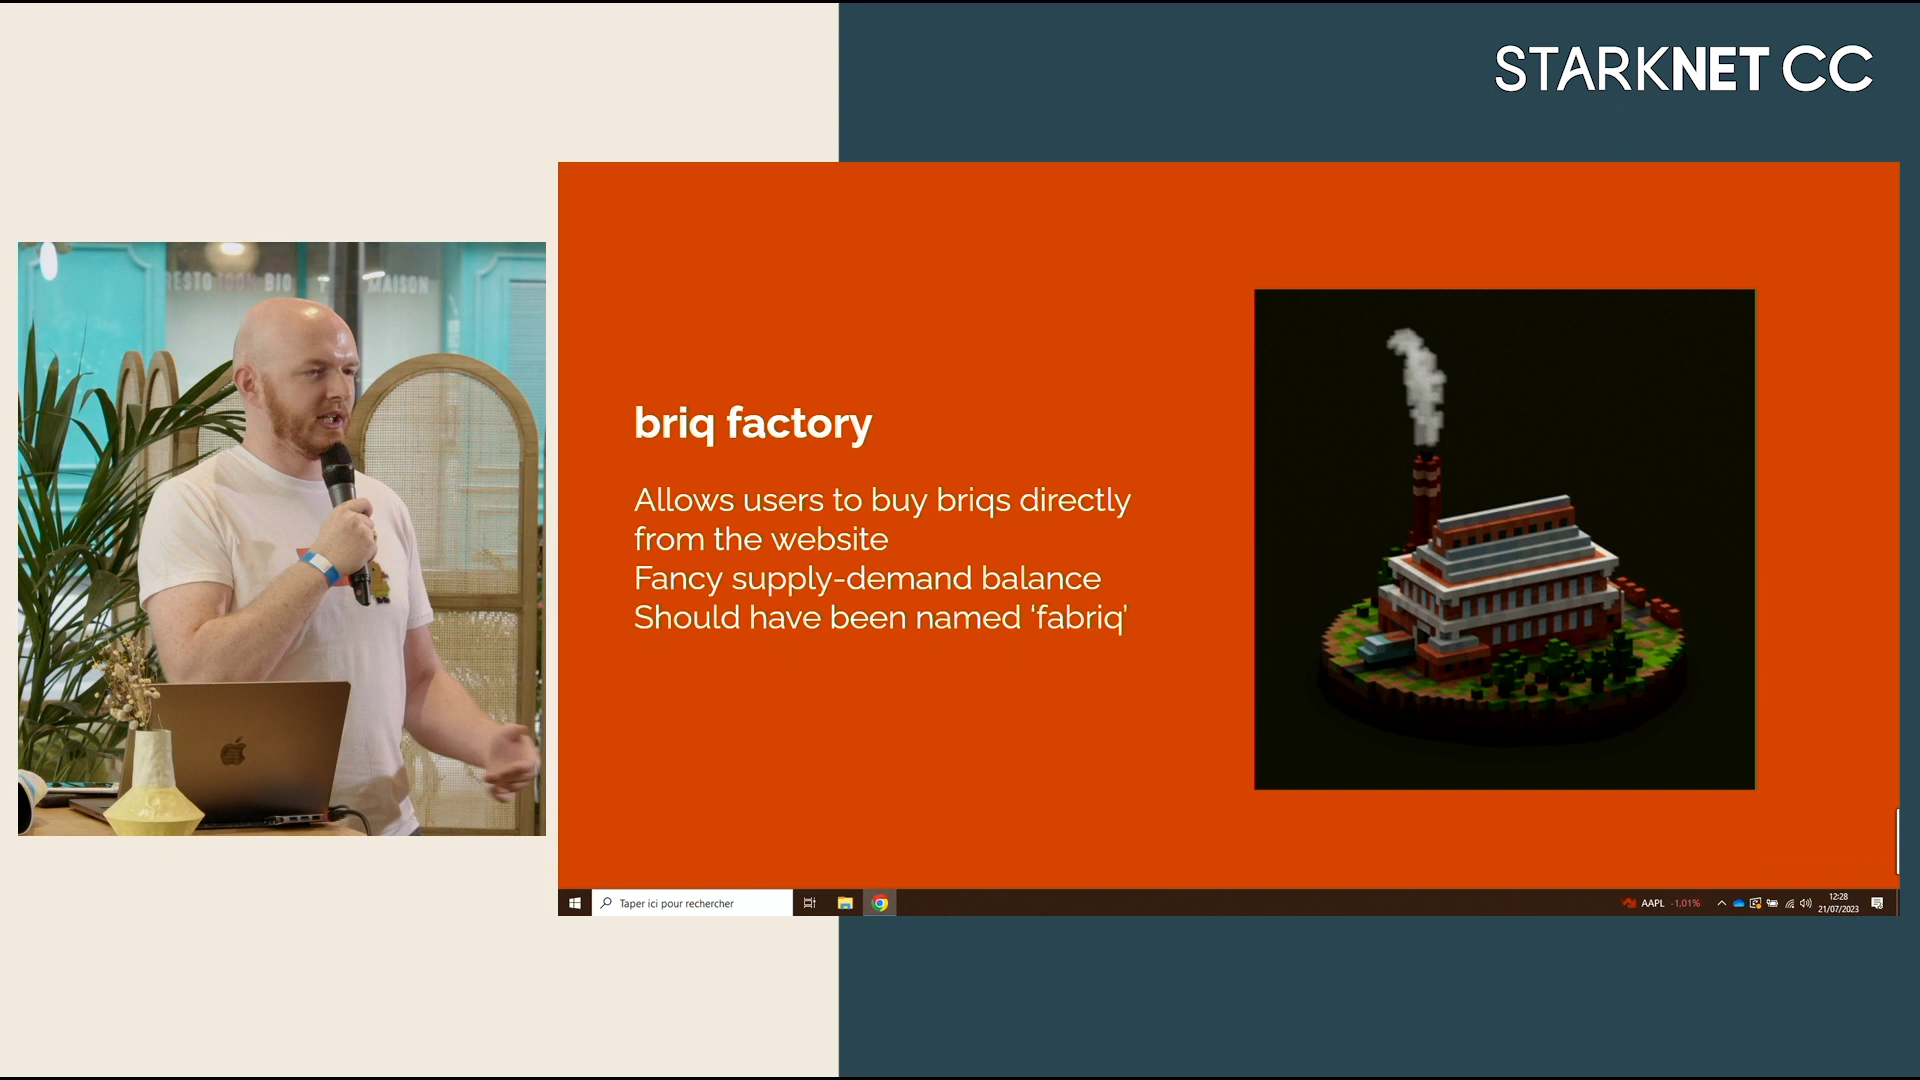 STARKNET CC
RESTO 100% BIO
MAISON
briq factory
Allows users to buy briqs directly
from the website
Fancy supply-demand balance
Should have been named ‘fabriq’
Taper ici pour rechercher
AAPL -1,01%
12:28
21/07/2023